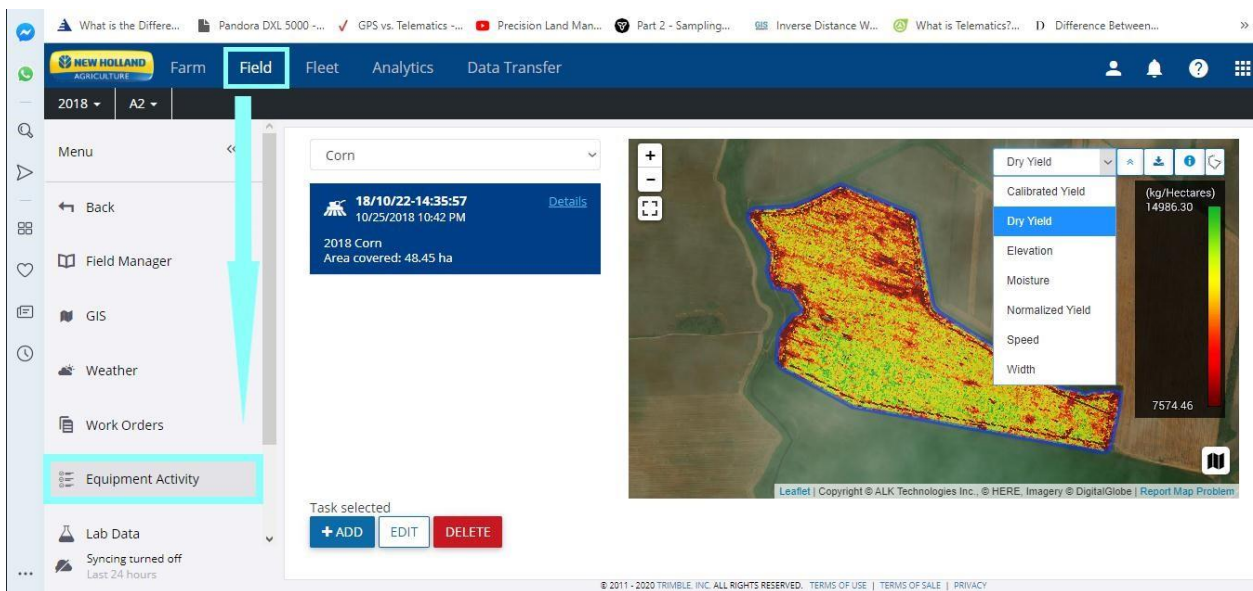 What is the Differe...
Pandora DXL 5000 -...
GPS vs. Telematics -...
Precision Land Man...
Part 2 - Sampling...
GIS
Inverse Distance W...
What is Telematics?...
D
Difference Between...
»
NEW HOLLAND
AGRICULTURE
Farm
Field
Fleet
Analytics
Data Transfer
2018
A2
Menu
Back
Field Manager
GIS
Weather
Work Orders
Equipment Activity
Lab Data
Syncing turned off
Last 24 hours
Corn
18/10/22-14:35:57
Details
10/25/2018 10:42 PM
2018 Corn
Area covered: 48.45 ha
Task selected
+ ADD
EDIT
DELETE
+
−
Dry Yield
Calibrated Yield
Dry Yield
Elevation
Moisture
Normalized Yield
Speed
Width
(kg/Hectares)
14986.30
7574.46
Leaflet | Copyright © ALK Technologies Inc., © HERE, Imagery © DigitalGlobe | Report Map Problem
© 2011 - 2020 TRIMBLE, INC. ALL RIGHTS RESERVED. TERMS OF USE | TERMS OF SALE | PRIVACY